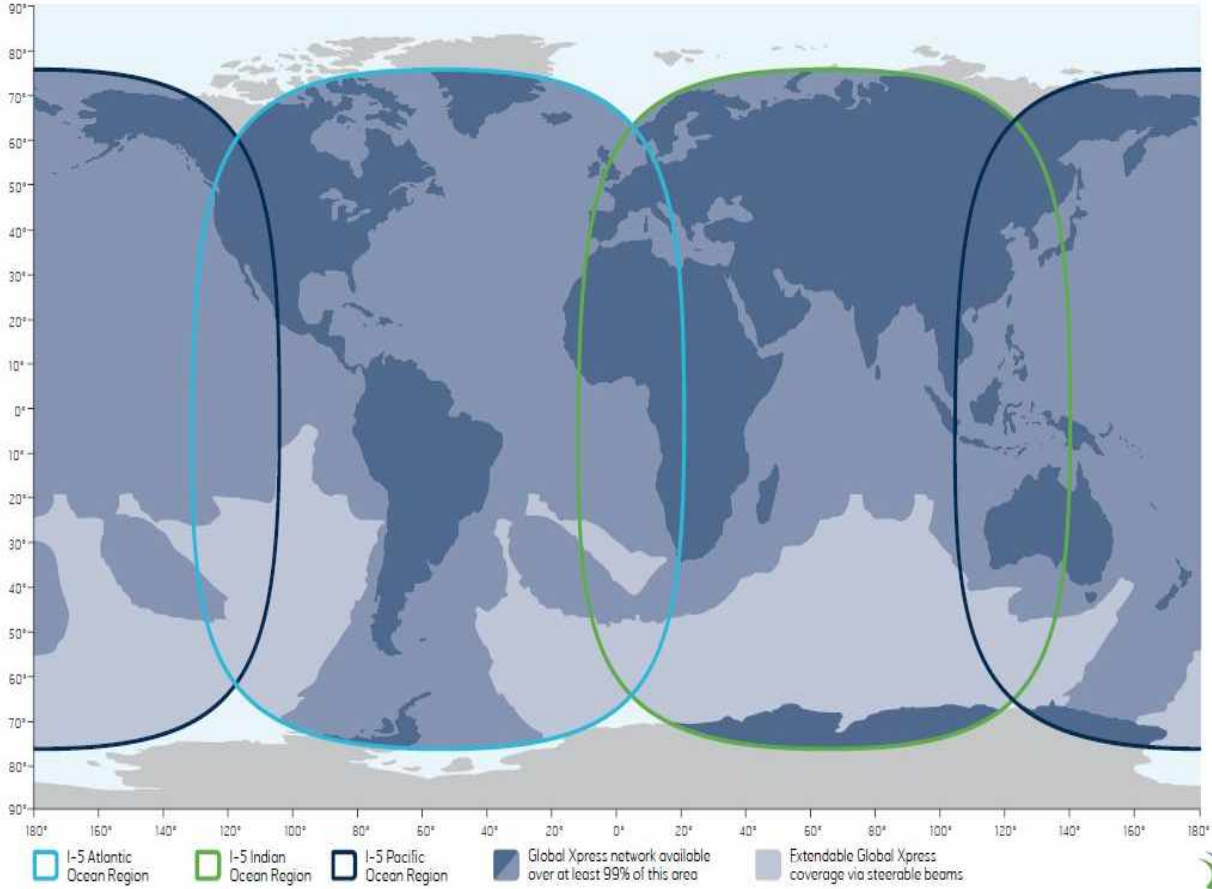 90°
80°
70°
60°
50°
40°
30°
20°
10°
0°
10°
20°
30°
40°
50°
60°
70°
80°
90°
180° 160° 140° 120° 100° 80° 60° 40° 20° 0° 20° 40° 60° 80° 100° 120° 140° 160° 180°
I-5 Atlantic
Ocean Region
I-5 Indian
Ocean Region
I-5 Pacific
Ocean Region
Global Xpress network available
over at least 99% of this area
Extendable Global Xpress
coverage via steerable beams